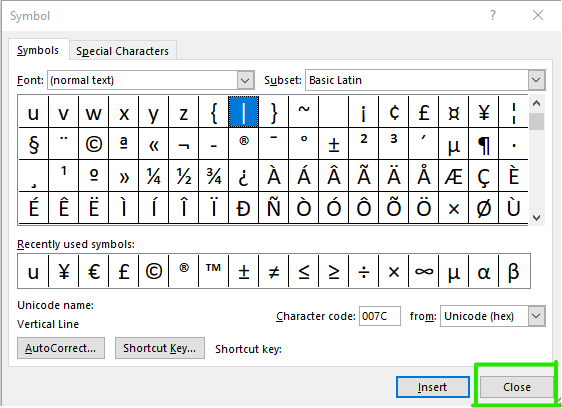 Symbol
Symbols Special Characters
Font: (normal text) Subset: Basic Latin
u v w x y z { | } ~ ¡ ¢ £ ¤ ¥ ¦
§ ¨ © ª « ¬ - ® ¯ ° ± ² ³ ´ µ ¶ ·
¸ ¹ º » ¼ ½ ¾ ¿ À Á Â Ã Ä Å Æ Ç È
É Ê Ë Ì Í Î Ï Ð Ñ Ò Ó Ô Õ Ö × Ø Ù
Recently used symbols:
u ¥ € £ © ® ™ ± ≠ ≤ ≥ ÷ × ∞ µ α β
Unicode name:
Vertical Line
Character code: 007C from: Unicode (hex)
AutoCorrect... Shortcut Key... Shortcut key:
Insert Close